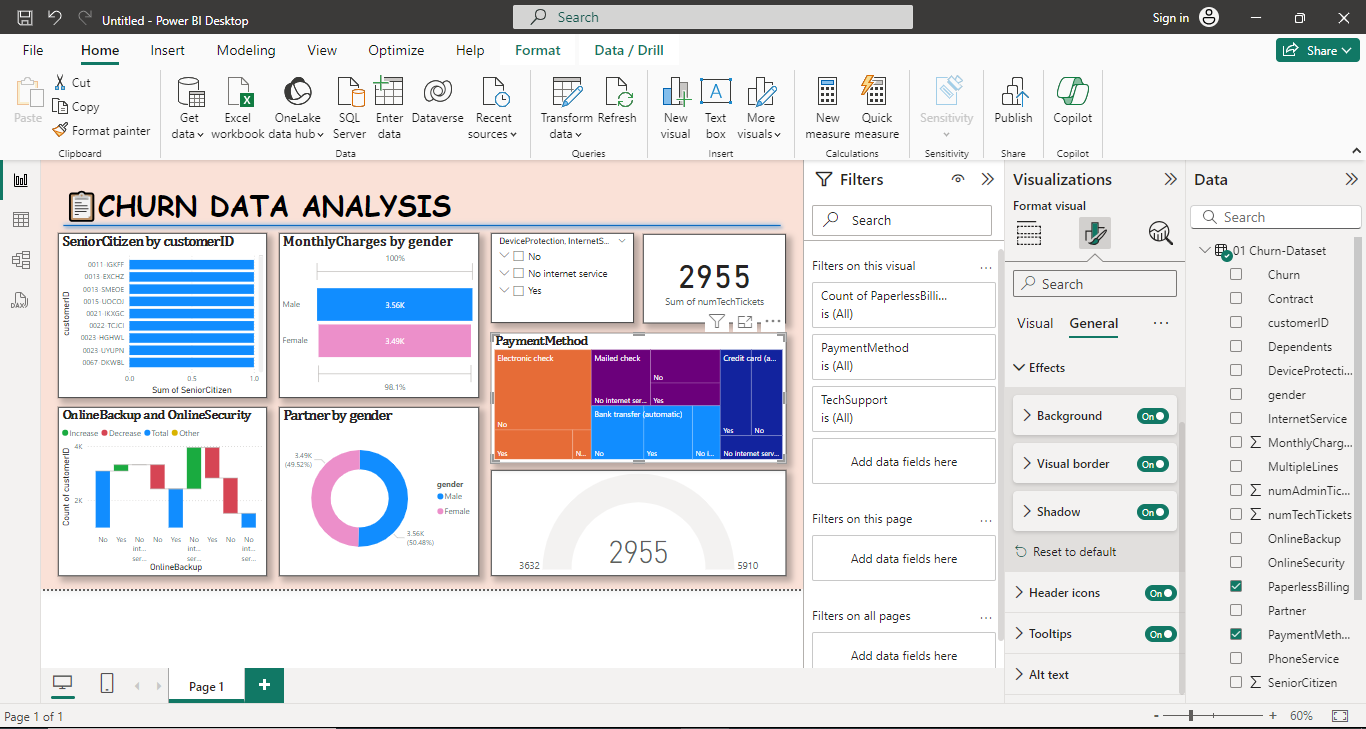 Untitled - Power BI Desktop
Search
Sign in
File
Home
Insert
Modeling
View
Optimize
Help
Format
Data / Drill
Share
Paste
Cut
Copy
Format painter
Clipboard
Get data
Excel workbook
OneLake data hub
SQL Server
Enter data
Dataverse
Recent sources
Data
Transform data
Refresh
Queries
New visual
Text box
More visuals
Insert
New measure
Quick measure
Calculations
Sensitivity
Sensitivity
Publish
Share
Copilot
Copilot
CHURN DATA ANALYSIS
SeniorCitizen by customerID
customerID
0011-IGKFF
0013-EXCHZ
0013-SMEOE
0015-UOCOJ
0021-IKXGC
0022-TCJCI
0023-HGHWL
0023-UYUPN
0067-DKWBL
0.0
0.5
1.0
Sum of SeniorCitizen
MonthlyCharges by gender
100%
Male
3.56K
Female
3.49K
98.1%
DeviceProtection, InternetS...
No
No internet service
Yes
2955
Sum of numTechTickets
PaymentMethod
Electronic check
No
Yes
N...
Mailed check
No internet ser...
No
Yes
Bank transfer (automatic)
No
Yes
No i...
Credit card (a...
Yes
No
No internet serv...
OnlineBackup and OnlineSecurity
Increase
Decrease
Total
Other
Count of customerID
4K
2K
No
Yes
No int... ser...
No
Yes
No int... ser...
Yes
No
No int... ser...
OnlineBackup
Partner by gender
3.49K
(49.52%)
3.56K
(50.48%)
gender
Male
Female
2955
3632
5910
Filters
Search
Filters on this visual
Count of PaperlessBilli...
is (All)
PaymentMethod
is (All)
TechSupport
is (All)
Add data fields here
Filters on this page
Add data fields here
Filters on all pages
Add data fields here
Visualizations
Format visual
Search
Visual
General
Effects
Background
On
Visual border
On
Shadow
On
Reset to default
Header icons
On
Tooltips
On
Alt text
Data
Search
01 Churn-Dataset
Churn
Contract
customerID
Dependents
DeviceProtecti...
gender
InternetService
MonthlyCharg...
MultipleLines
numAdminTic...
numTechTickets
OnlineBackup
OnlineSecurity
PaperlessBilling
Partner
PaymentMeth...
PhoneService
SeniorCitizen
DAX
Page 1
Page 1 of 1
60%